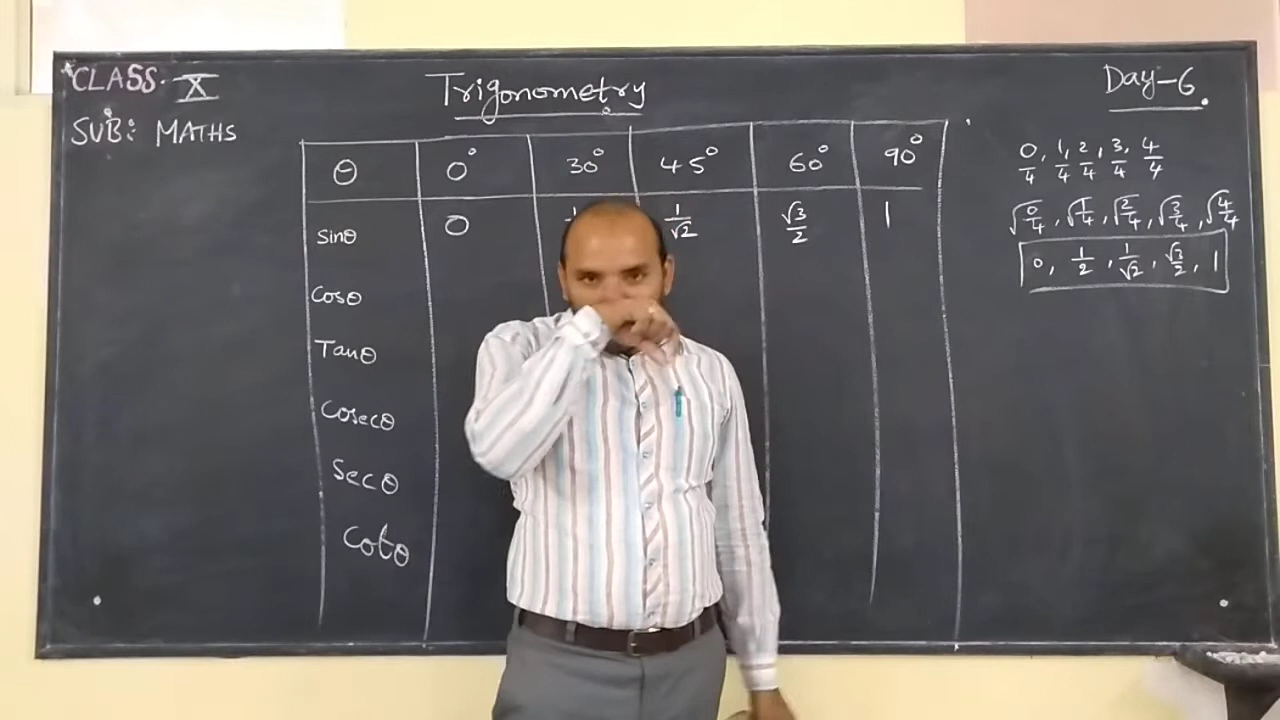 CLASS- X
SUB: MATHS
Trigonometry
Day-6
θ 0° 30° 45° 60° 90°
Sinθ 0 1/√2 √3/2 1
Cosθ
Tanθ
Cosecθ
Secθ
Cotθ
0/4, 1/4, 2/4, 3/4, 4/4
√0/4, √1/4, √2/4, √3/4, √4/4
0, 1/2, 1/√2, √3/2, 1